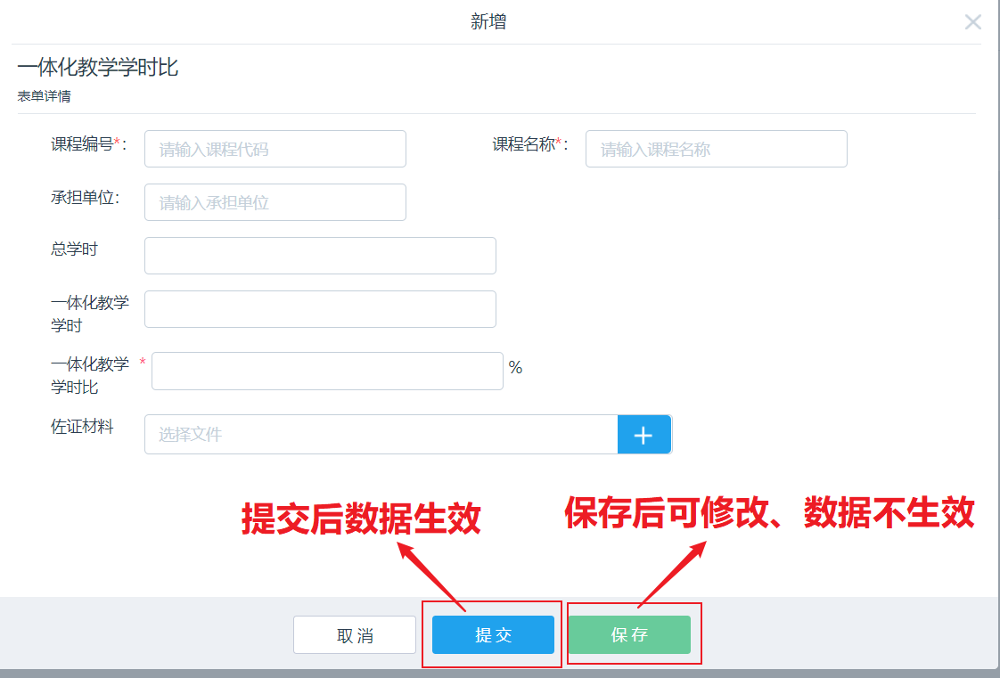 新增
一体化教学学时比
表单详情
课程编号*： 请输入课程代码 课程名称*： 请输入课程名称
承担单位： 请输入承担单位
总学时
一体化教学
学时
一体化教学 *
学时比
%
佐证材料 选择文件
提交后数据生效 保存后可修改、数据不生效
取消 提交 保存